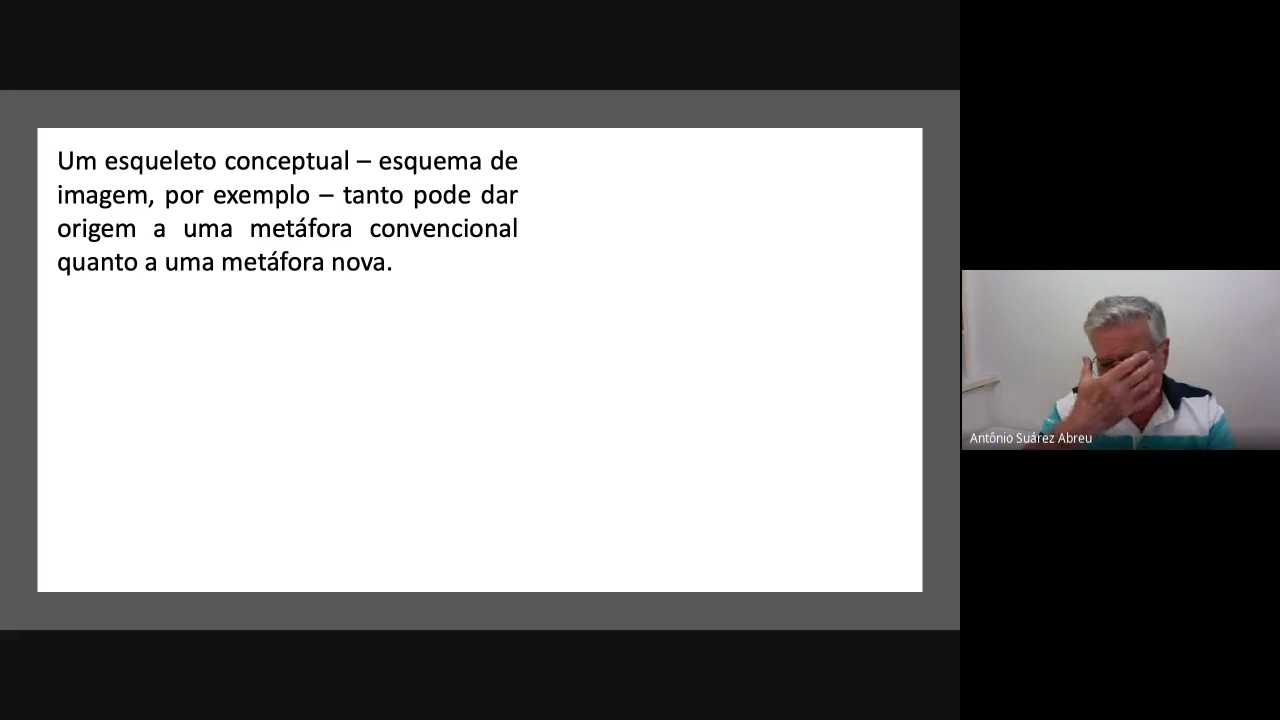 Um esqueleto conceptual – esquema de
imagem, por exemplo – tanto pode dar
origem a uma metáfora convencional
quanto a uma metáfora nova.
Antônio Suárez Abreu